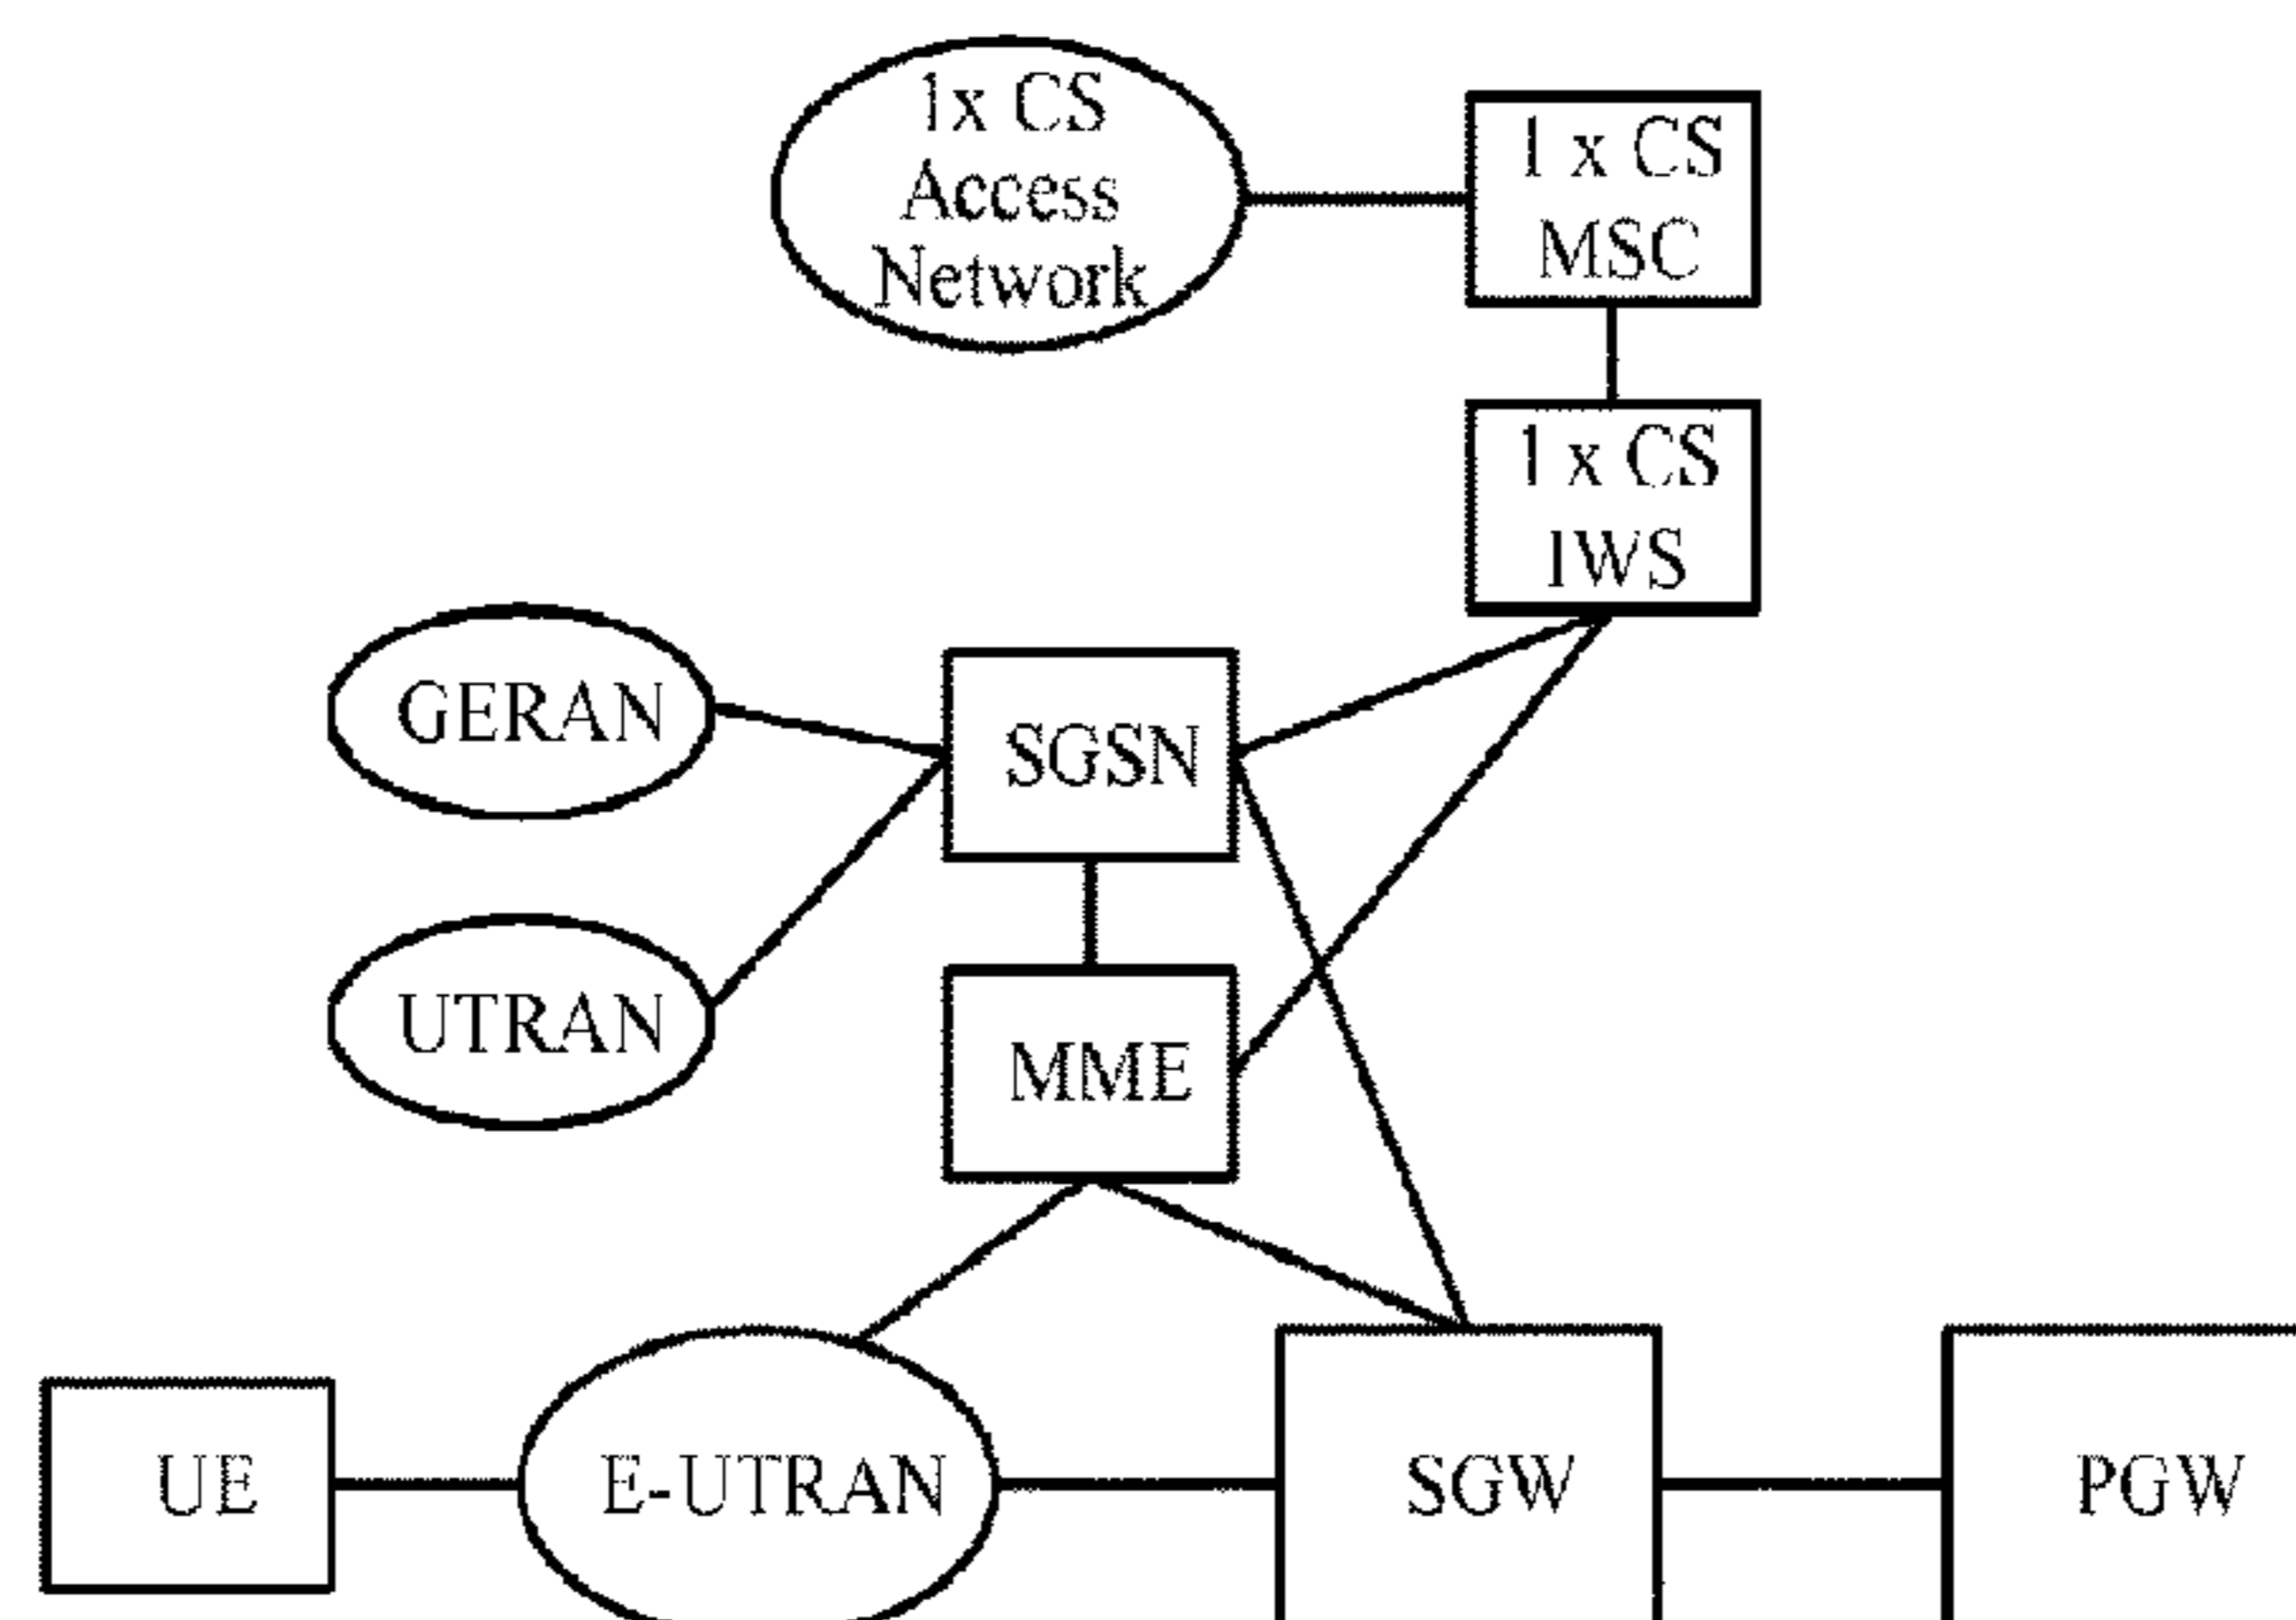 1x CS
Access
Network
1 x CS
MSC
1 x CS
IWS
GERAN
SGSN
UTRAN
MME
UE
E-UTRAN
SGW
PGW